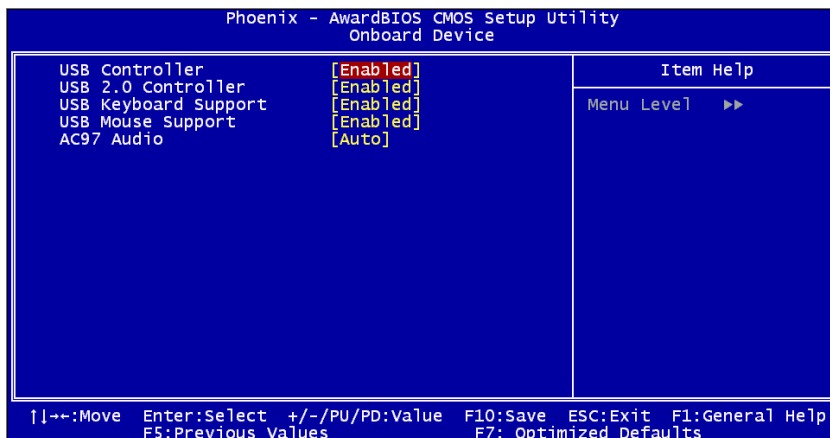 Phoenix - AwardBIOS CMOS Setup Utility
Onboard Device
USB Controller [Enabled]
USB 2.0 Controller [Enabled]
USB Keyboard Support [Enabled]
USB Mouse Support [Enabled]
AC97 Audio [Auto]
Item Help
Menu Level ▶▶
↑↓→←:Move Enter:Select +/-/PU/PD:Value F10:Save ESC:Exit F1:General Help
F5:Previous Values F7: Optimized Defaults